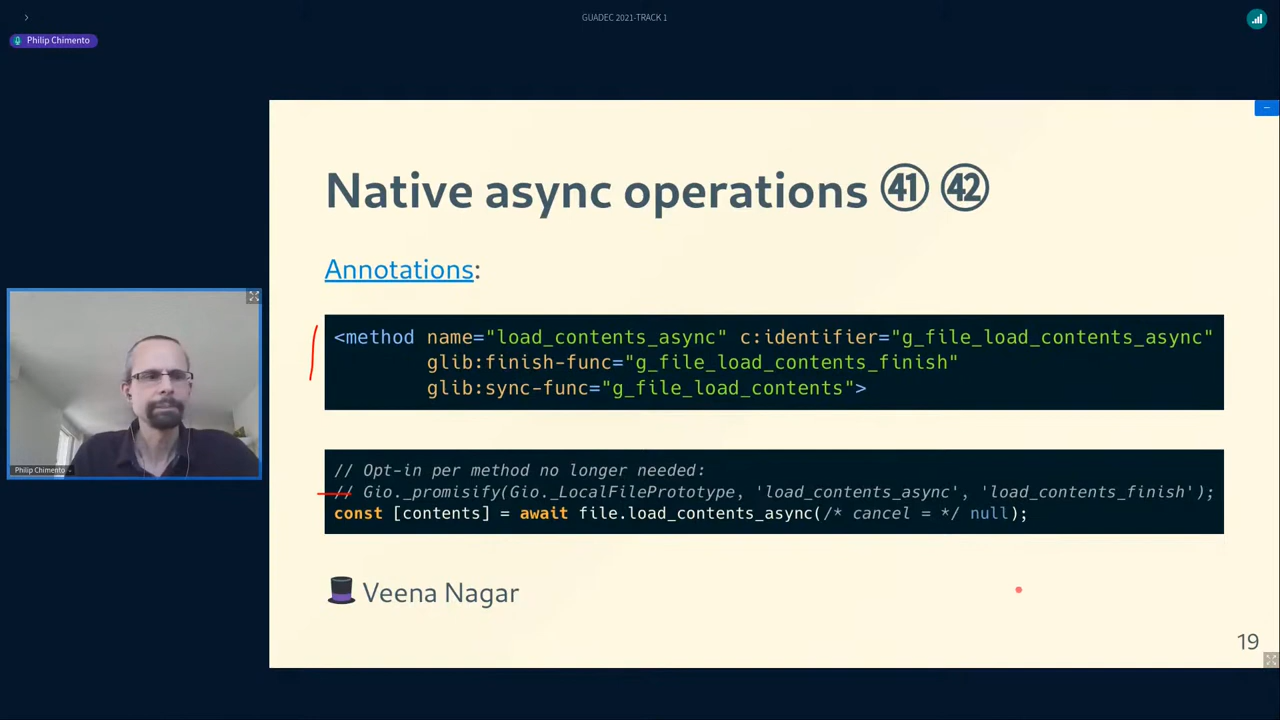 GUADEC 2021-TRACK 1
Philip Chimento
Native async operations ㊶ ㊷
Annotations:
<method name="load_contents_async" c:identifier="g_file_load_contents_async"
glib:finish-func="g_file_load_contents_finish"
glib:sync-func="g_file_load_contents">
// Opt-in per method no longer needed:
// Gio._promisify(Gio._LocalFilePrototype, 'load_contents_async', 'load_contents_finish');
const [contents] = await file.load_contents_async(/* cancel = */ null);
Philip Chimento
🎩 Veena Nagar
19